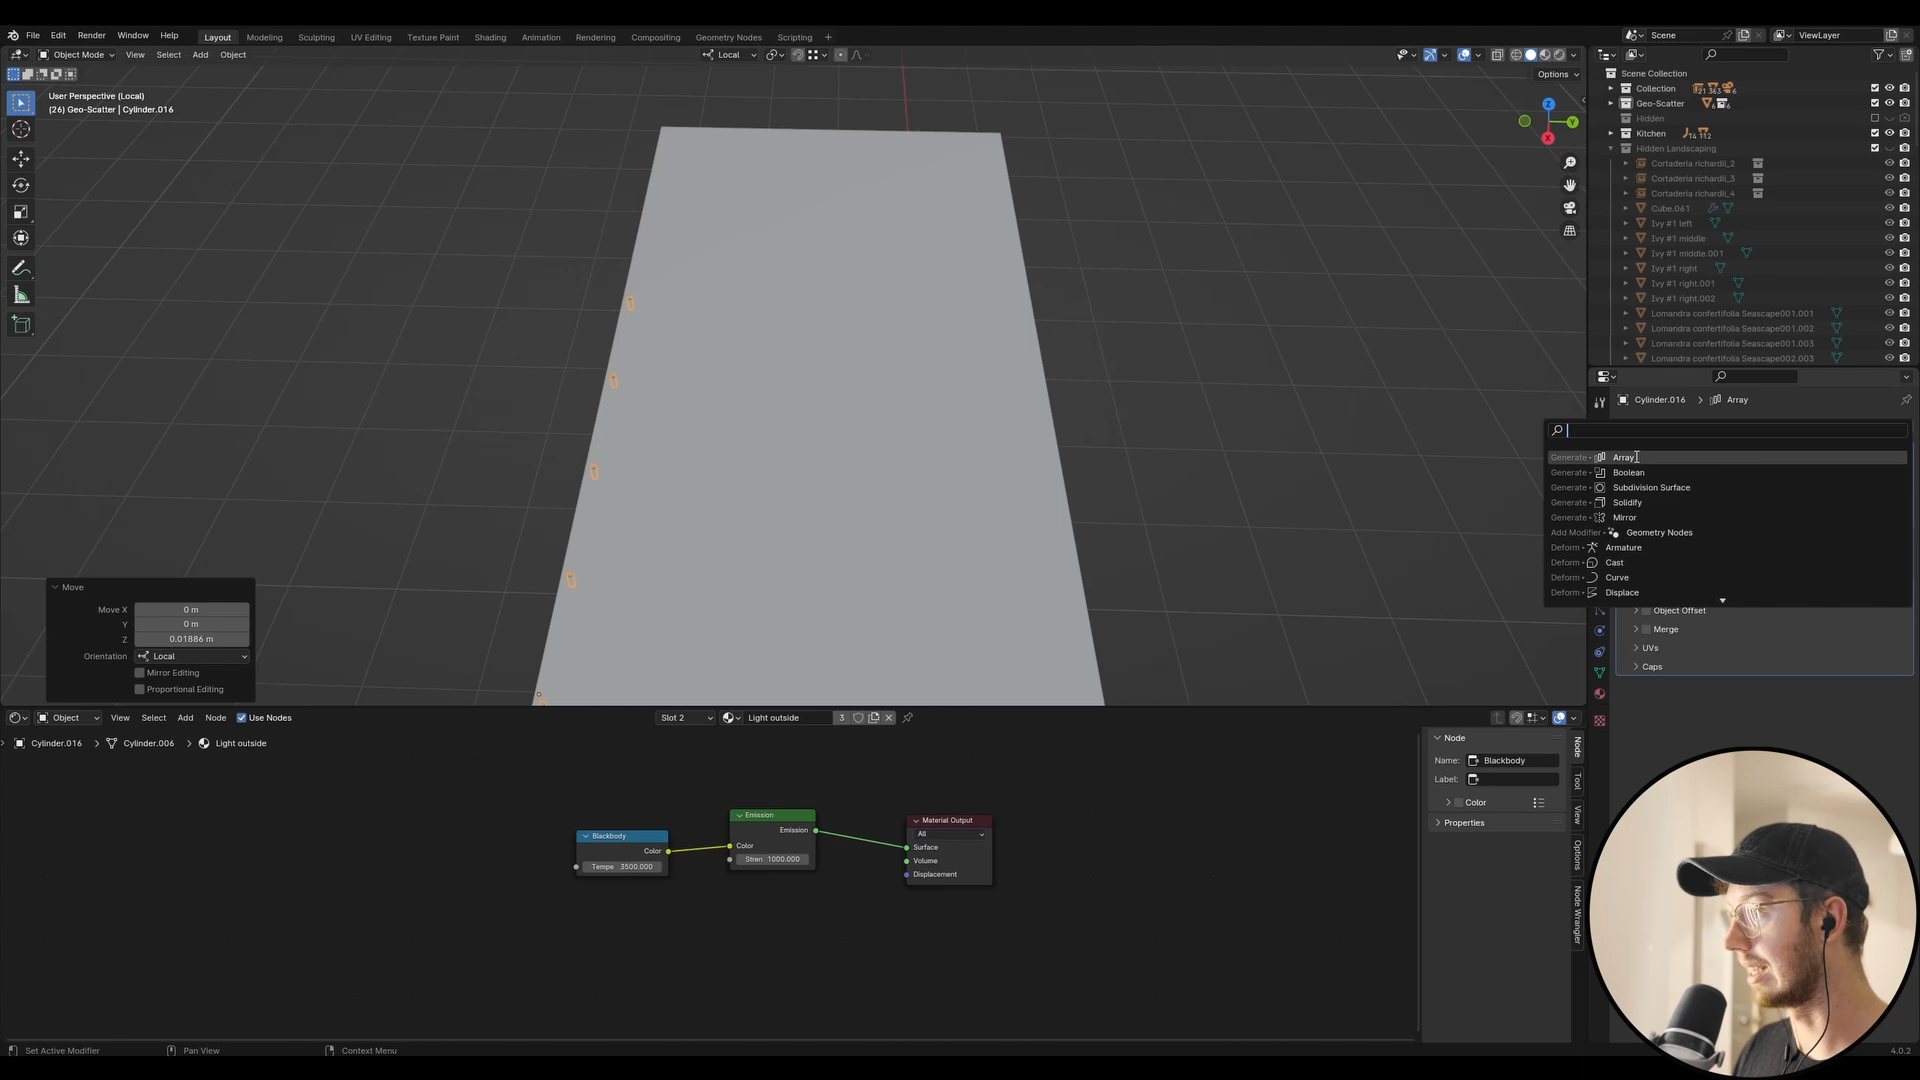 File Edit Render Window Help Layout Modeling Sculpting UV Editing Texture Paint Shading Animation Rendering Compositing Geometry Nodes Scripting + Scene ViewLayer
Object Mode View Select Add Object Local
Options
User Perspective (Local)
(26) Geo-Scatter | Cylinder.016
Z
Y
X
Scene Collection
Collection 21 363 6
Geo-Scatter 6 6
Hidden
Kitchen 14 112
Hidden Landscaping
Cortaderia richardii_2
Cortaderia richardii_3
Cortaderia richardii_4
Cube.061
Ivy #1 left
Ivy #1 middle
Ivy #1 middle.001
Ivy #1 right
Ivy #1 right.001
Ivy #1 right.002
Lomandra confertifolia Seascape001.001
Lomandra confertifolia Seascape001.002
Lomandra confertifolia Seascape001.003
Lomandra confertifolia Seascape002.003
Cylinder.016 > Array
Generate Array
Generate Boolean
Generate Subdivision Surface
Generate Solidify
Generate Mirror
Add Modifier Geometry Nodes
Deform Armature
Deform Cast
Deform Curve
Deform Displace
Object Offset
Merge
UVs
Caps
Move
Move X 0 m
Y 0 m
Z 0.01886 m
Orientation Local
Mirror Editing
Proportional Editing
Object View Select Add Node Use Nodes Slot 2 Light outside 3
Cylinder.016 > Cylinder.006 > Light outside
Blackbody
Color
Tempe 3500.000
Emission
Emission
Color
Stren 1000.000
Material Output
All
Surface
Volume
Displacement
Node
Name: Blackbody
Label:
Color
Properties
Node
Tool
View
Options
Node Wrangler
Set Active Modifier Pan View Context Menu 4.0.2